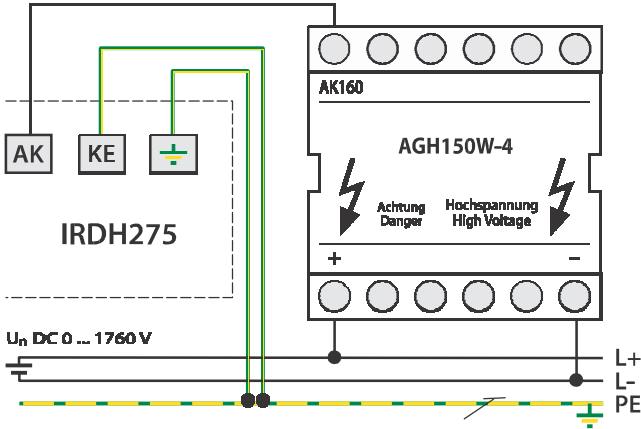 AK160
AGH150W-4
AK KE
Achtung Hochspannung
Danger High Voltage
IRDH275
+ –
Un DC 0 ... 1760 V
L+
L-
PE